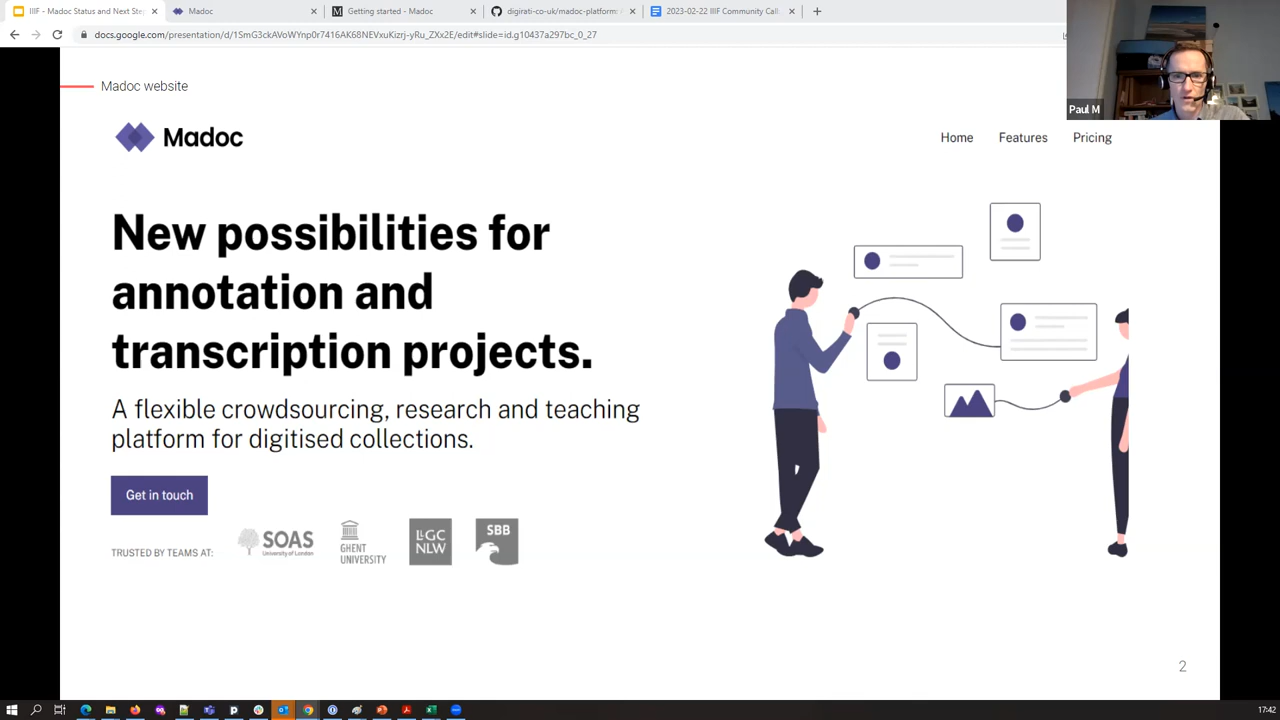 IIIF - Madoc Status and Next Step
Madoc
Getting started - Madoc
digirati-co-uk/madoc-platform:
2023-02-22 IIIF Community Call
docs.google.com/presentation/d/1SmG3ckAVoWYnp0r7416AK68NEVxuKizrj-yRu_ZXx2E/edit#slide=id.g10437a297bc_0_27
Paul M
Madoc website
Madoc
Home Features Pricing
New possibilities for
annotation and
transcription projects.
A flexible crowdsourcing, research and teaching
platform for digitised collections.
Get in touch
TRUSTED BY TEAMS AT:
SOAS
University of London
GHENT
UNIVERSITY
LlGC
NLW
SBB
2
17:42